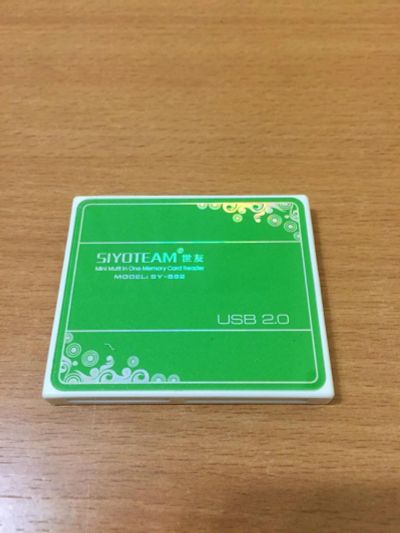 SIYOTEAM® 世友
Mini Multi In One Memory Card Reader
MODEL: SY-682
USB 2.0